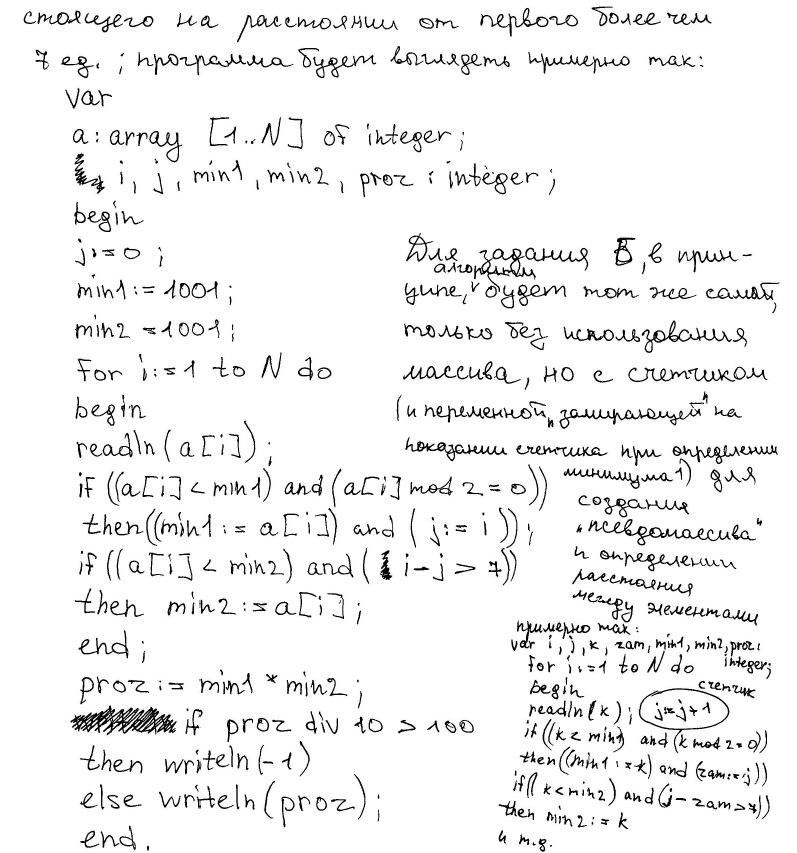 стоящего на расстоянии от первого более чем
7 ед. ; программа будет выглядеть примерно так:
var
a: array [1..N] of integer;
i, j, min1, min2, proz : integer;
begin
j:=0 ;
min1:= 1001;
min2 =1001;
for i:=1 to N do
begin
readln(a[i]);
if ((a[i] < min1) and (a[i] mod 2 = 0))
then((min1:= a[i]) and ( j:= i ));
if ((a[i] < min2) and ( i-j > 7))
then min2:=a[i];
end;
proz := min1 * min2;
if proz div 10 > 100
then writeln(-1)
else writeln(proz);
end.
Для задания Б, в прин-
ципе, алгоритм будет тот же самый,
только без использования
массива, но с счетчиком
(и переменной "замирающей" на
показании счетчика при определении
минимума 1) для
создания
"псевдомассива"
и определении
расстояния
между элементами
примерно так:
var i, j, k, zam, min1, min2, proz:
integer;
for i:=1 to N do
begin
счетчик
readln(k); j:=j+1
if ((k < min1) and (k mod 2=0))
then((min1:=k) and (zam:=j))
if(( k<min2) and (j-zam>7))
then min2:= k
и т.д.